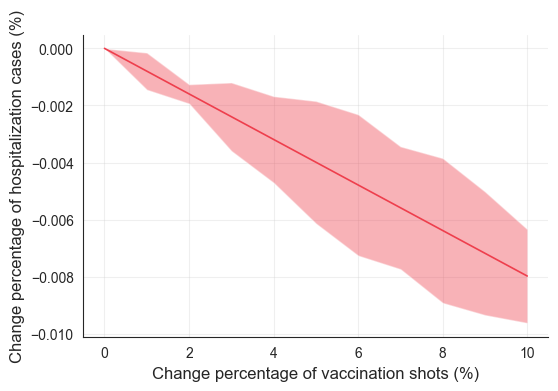 Change percentage of hospitalization cases (%)
0.000
−0.002
−0.004
−0.006
−0.008
−0.010
0 2 4 6 8 10
Change percentage of vaccination shots (%)